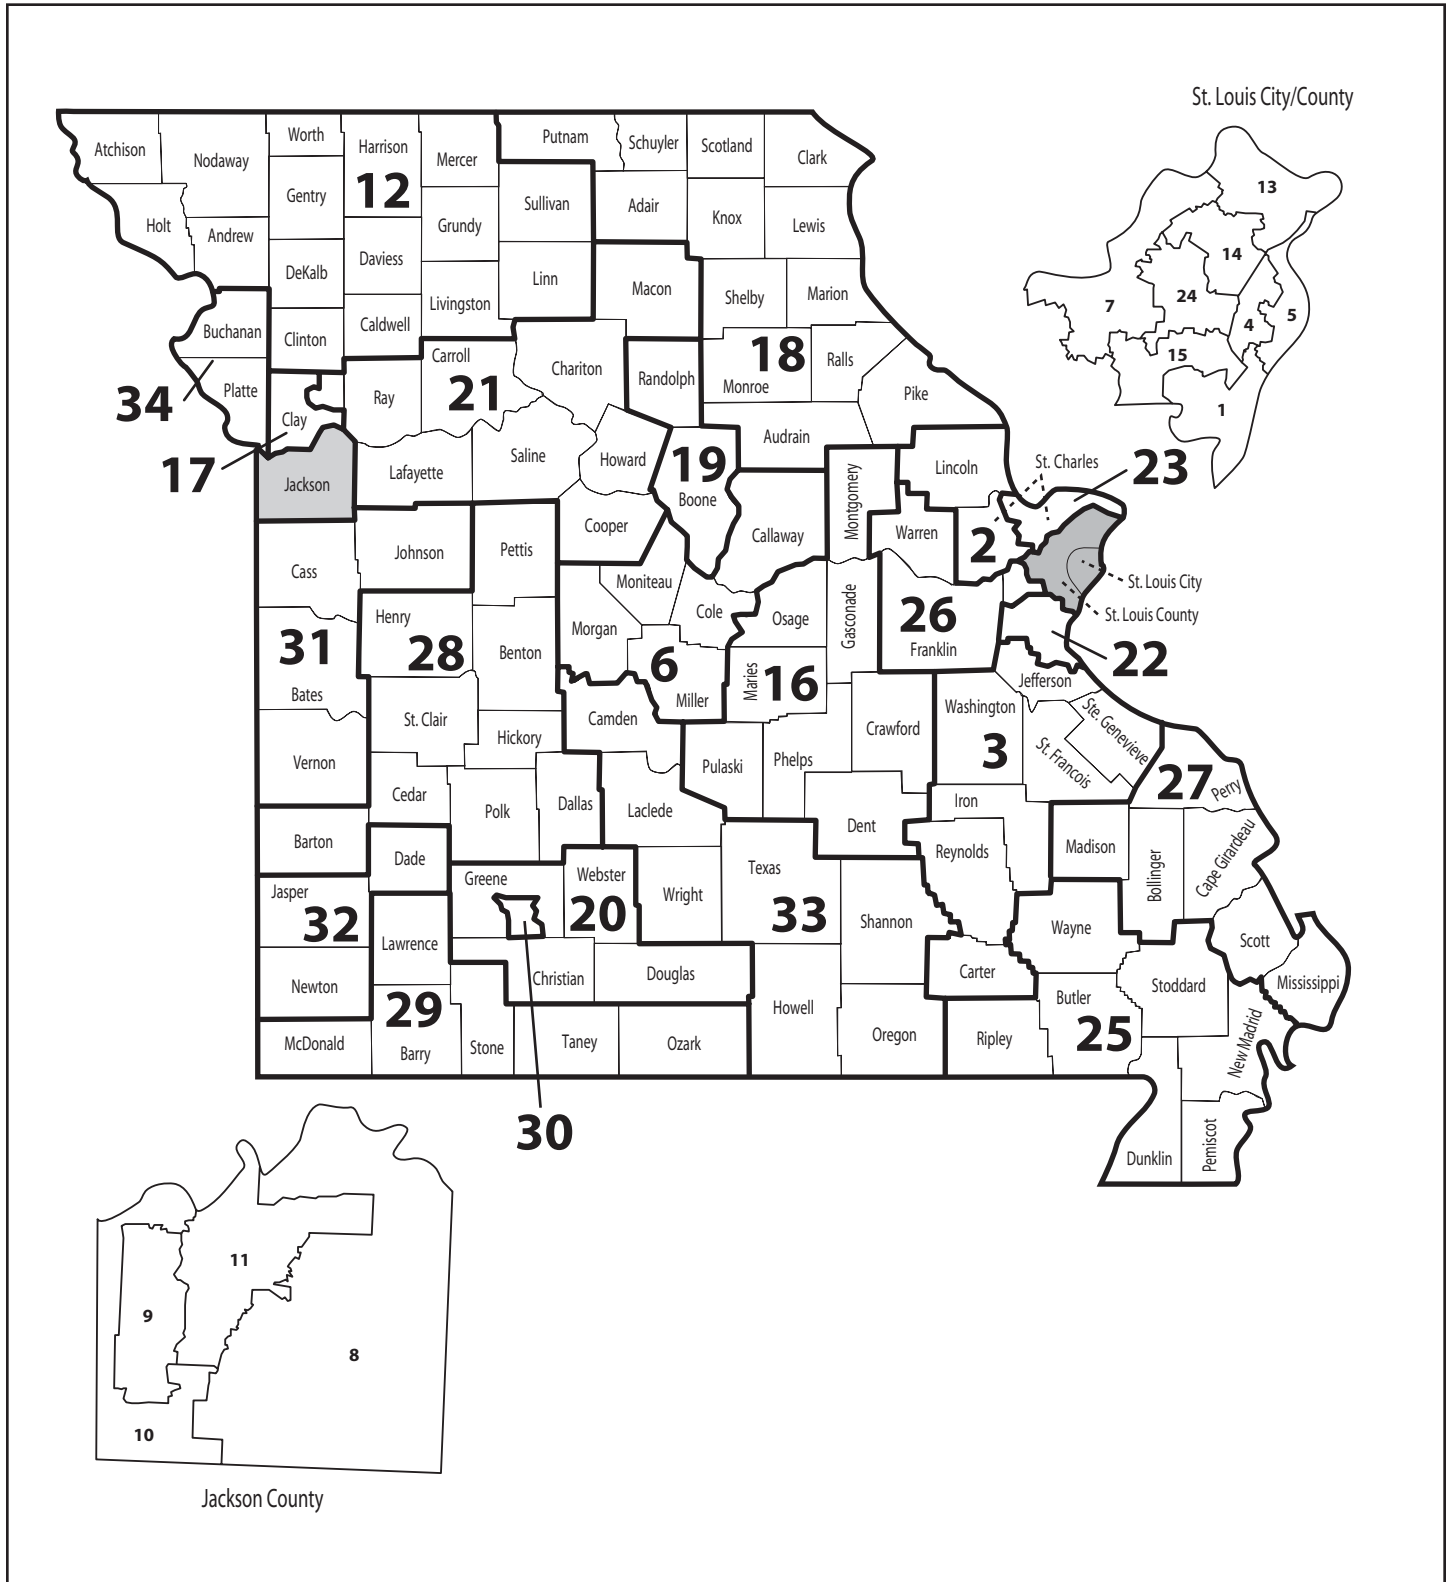 St. Louis City/County
13
14
24
7
4
5
15
1
Atchison
Nodaway
Worth
Harrison
Mercer
Putnam
Schuyler
Scotland
Clark
12
Gentry
Sullivan
Adair
Knox
Lewis
Holt
Andrew
Grundy
DeKalb
Daviess
Linn
Macon
Shelby
Marion
Livingston
Buchanan
Clinton
Caldwell
Carroll
18
Ralls
Chariton
Randolph
Monroe
34
Platte
Ray
21
Pike
Clay
Audrain
17
Jackson
Lafayette
Saline
Howard
19
Boone
Montgomery
Lincoln
St. Charles
23
Cooper
Callaway
Warren
2
Johnson
Pettis
Cass
Moniteau
St. Louis City
St. Louis County
Henry
Morgan
Cole
Osage
Gasconade
26
Franklin
31
28
Benton
6
Maries
16
22
Bates
Miller
Jefferson
St. Clair
Camden
Washington
Ste. Genevieve
Hickory
Crawford
Vernon
Pulaski
Phelps
3
St. Francois
27
Perry
Cedar
Polk
Dallas
Laclede
Iron
Dent
Barton
Dade
Reynolds
Madison
Bollinger
Cape Girardeau
Jasper
Greene
Webster
Texas
32
20
Wright
33
Shannon
Wayne
Lawrence
Scott
Newton
Christian
Douglas
Carter
Stoddard
Mississippi
29
Howell
Butler
McDonald
Barry
Stone
Taney
Ozark
Oregon
Ripley
25
New Madrid
30
Dunklin
Pemiscot
11
9
8
10
Jackson County